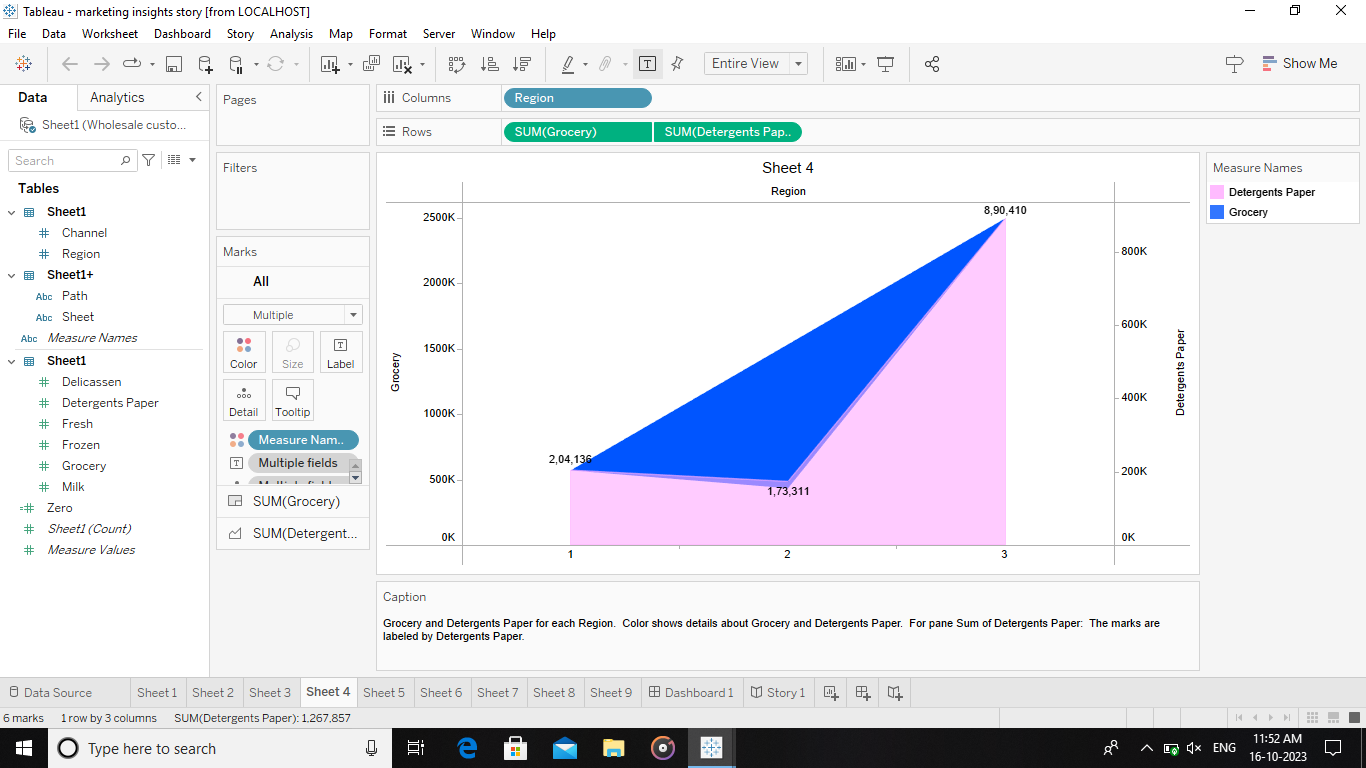 Tableau - marketing insights story [from LOCALHOST]
File Data Worksheet Dashboard Story Analysis Map Format Server Window Help
Entire View
Show Me
Data Analytics
Sheet1 (Wholesale custo...
Search
Tables
Sheet1
Channel
Region
Sheet1+
Abc Path
Abc Sheet
Abc Measure Names
Sheet1
Delicassen
Detergents Paper
Fresh
Frozen
Grocery
Milk
Zero
Sheet1 (Count)
Measure Values
Pages
Filters
Marks
All
Multiple
Color Size Label
Detail Tooltip
Measure Nam..
Multiple fields
SUM(Grocery)
SUM(Detergent...
Columns Region
Rows SUM(Grocery) SUM(Detergents Pap..
Sheet 4
Region
Grocery
2500K
2000K
1500K
1000K
500K
0K
8,90,410
2,04,136
1,73,311
1 2 3
800K
600K
400K
200K
0K
Detergents Paper
Measure Names
Detergents Paper
Grocery
Caption
Grocery and Detergents Paper for each Region. Color shows details about Grocery and Detergents Paper. For pane Sum of Detergents Paper: The marks are
labeled by Detergents Paper.
Data Source Sheet 1 Sheet 2 Sheet 3 Sheet 4 Sheet 5 Sheet 6 Sheet 7 Sheet 8 Sheet 9 Dashboard 1 Story 1
6 marks 1 row by 3 columns SUM(Detergents Paper): 1,267,857
Type here to search
ENG
11:52 AM
16-10-2023